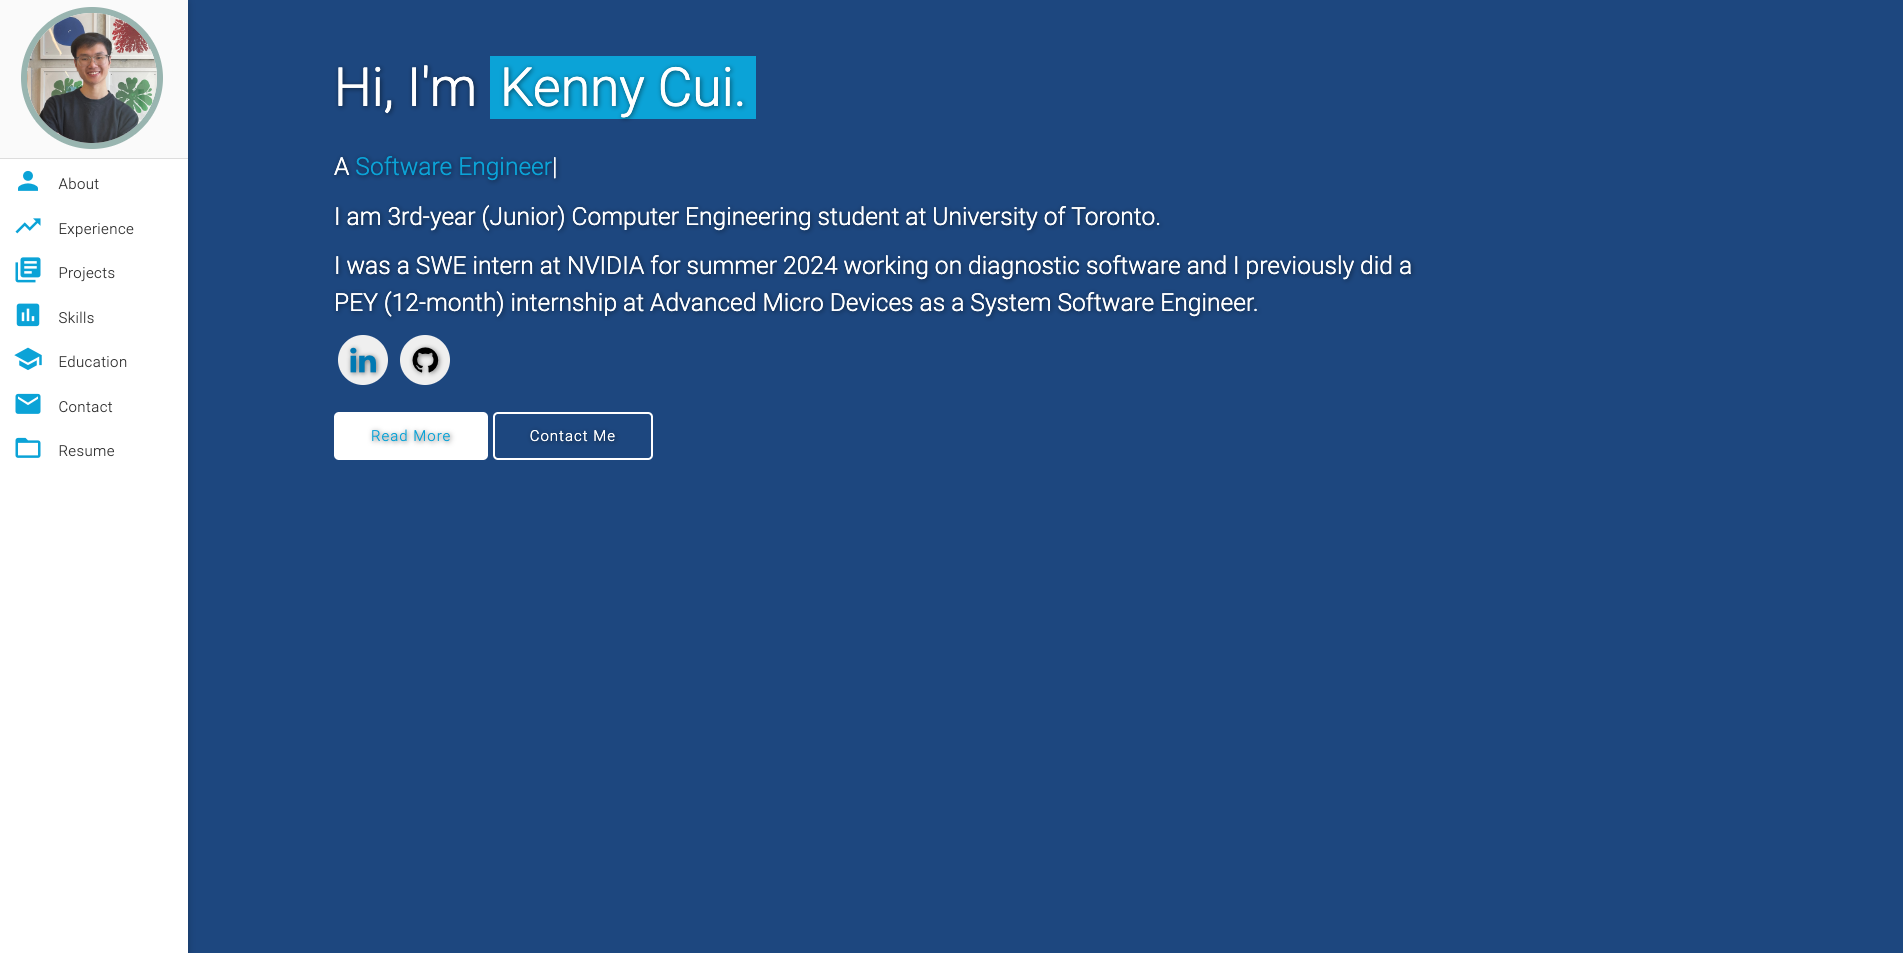 About
Experience
Projects
Skills
Education
Contact
Resume
Hi, I'm Kenny Cui.
A Software Engineer|
I am 3rd-year (Junior) Computer Engineering student at University of Toronto.
I was a SWE intern at NVIDIA for summer 2024 working on diagnostic software and I previously did a
PEY (12-month) internship at Advanced Micro Devices as a System Software Engineer.
in
Read More
Contact Me